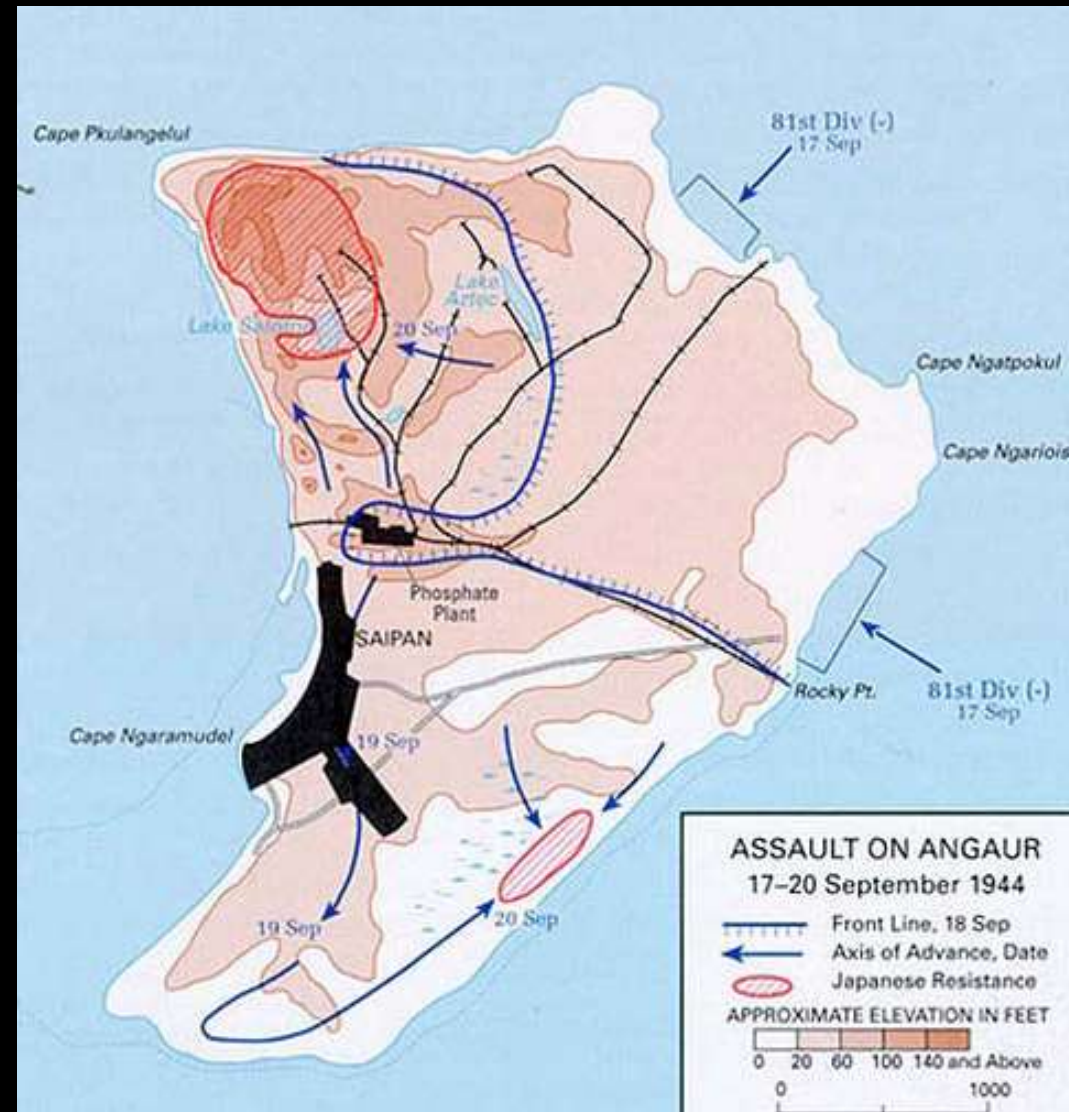 Cape Pkulangelul
81st Div (-)
17 Sep
Lake
Aztec
Lake Salome
20 Sep
Cape Ngatpokul
Cape Ngariois
Phosphate
Plant
SAIPAN
Rocky Pt.
81st Div (-)
17 Sep
Cape Ngaramudel
19 Sep
19 Sep
20 Sep
ASSAULT ON ANGAUR
17–20 September 1944
Front Line, 18 Sep
Axis of Advance, Date
Japanese Resistance
APPROXIMATE ELEVATION IN FEET
0 20 60 100 140 and Above
0 1000